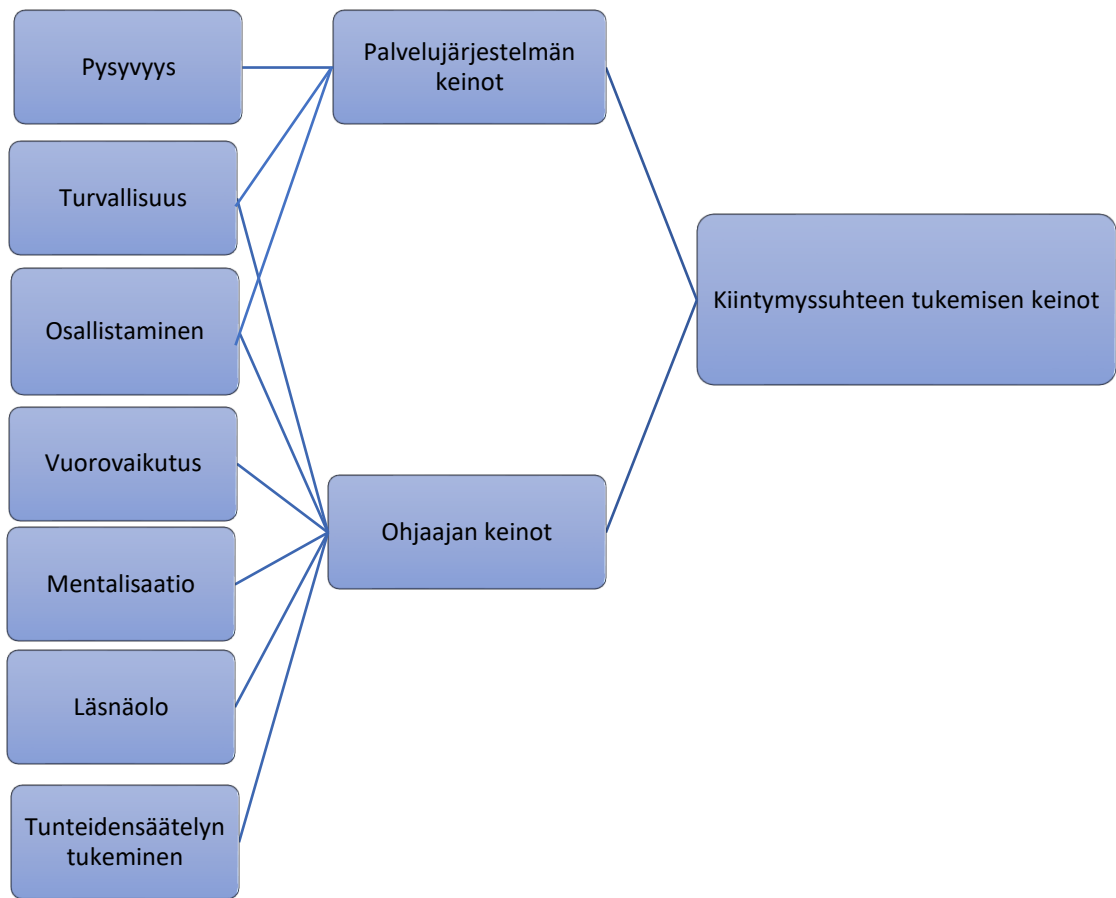 Pysyvyys
Palvelujärjestelmän
keinot
Turvallisuus
Kiintymyssuhteen tukemisen keinot
Osallistaminen
Vuorovaikutus
Ohjaajan keinot
Mentalisaatio
Läsnäolo
Tunteidensäätelyn
tukeminen